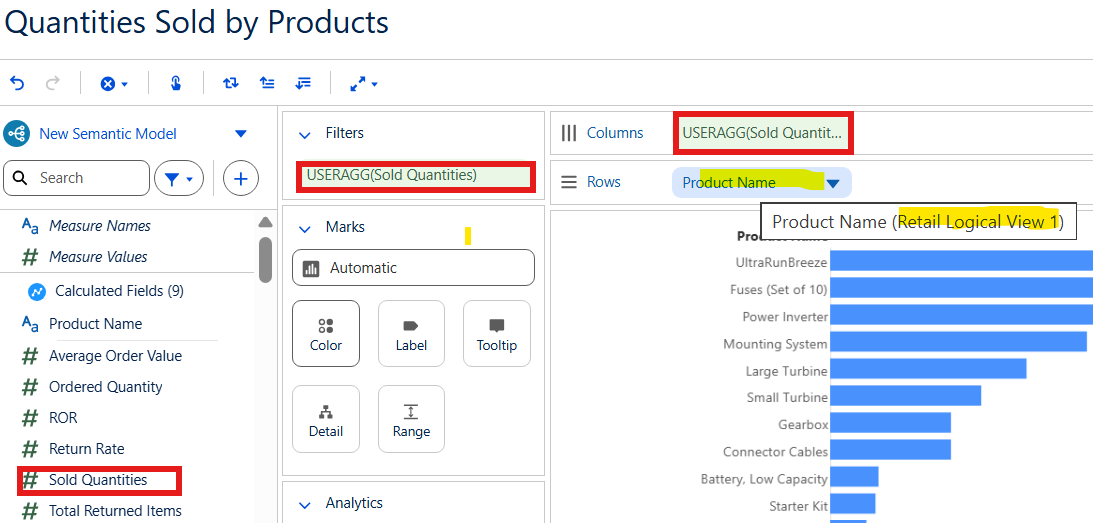 Quantities Sold by Products
New Semantic Model
Search
Measure Names
Measure Values
Calculated Fields (9)
Product Name
Average Order Value
Ordered Quantity
ROR
Return Rate
Sold Quantities
Total Returned Items
Filters
USERAGG(Sold Quantities)
Marks
Automatic
Color
Label
Tooltip
Detail
Range
Analytics
Columns
USERAGG(Sold Quantit...
Rows
Product Name
Product Name (Retail Logical View 1)
UltraRunBreeze
Fuses (Set of 10)
Power Inverter
Mounting System
Large Turbine
Small Turbine
Gearbox
Connector Cables
Battery, Low Capacity
Starter Kit